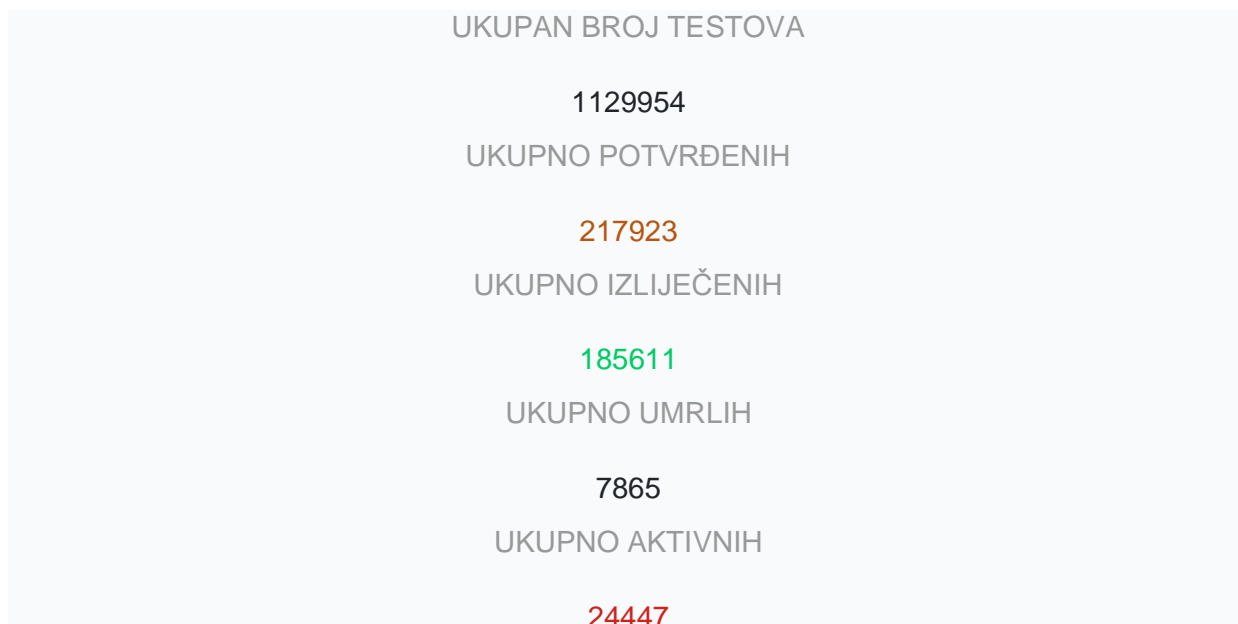 UKUPAN BROJ TESTOVA
1129954
UKUPNO POTVRĐENIH
217923
UKUPNO IZLIJEČENIH
185611
UKUPNO UMRLIH
7865
UKUPNO AKTIVNIH
24447